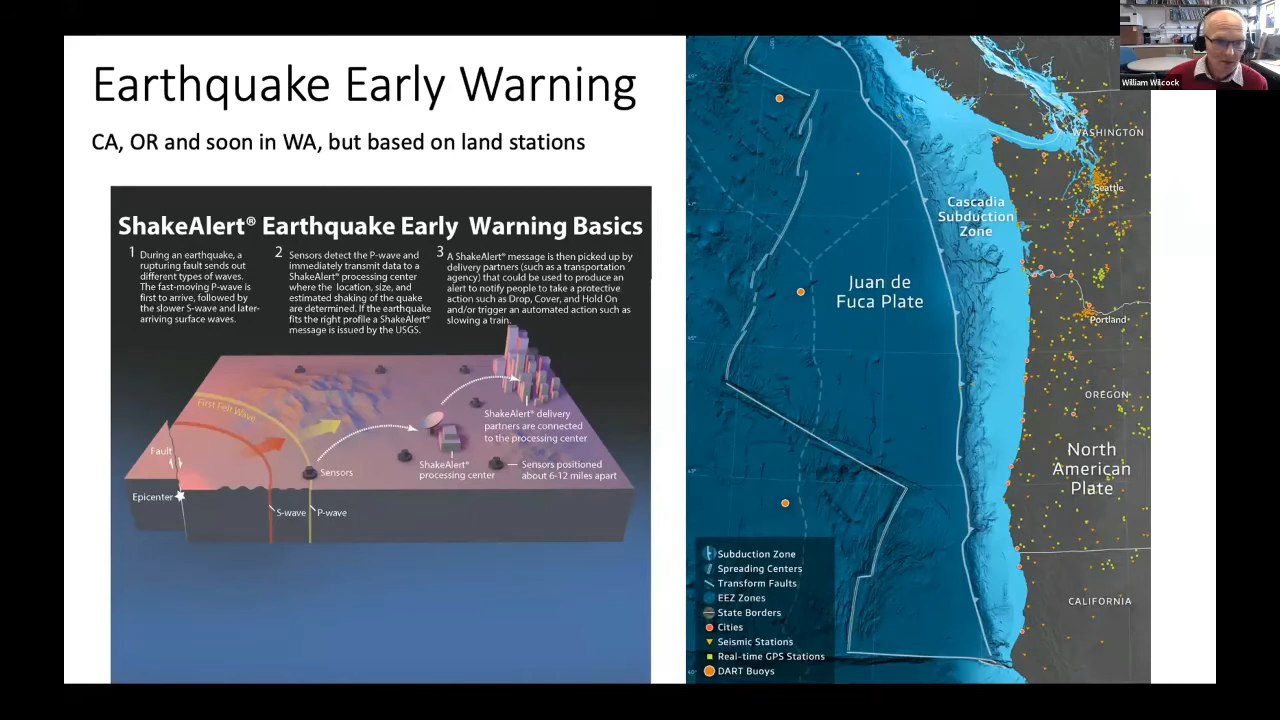 Earthquake Early Warning
CA, OR and soon in WA, but based on land stations
ShakeAlert® Earthquake Early Warning Basics
1 During an earthquake, a
rupturing fault sends out
different types of waves.
The fast-moving P-wave is
first to arrive, followed by
the slower S-wave and later-
arriving surface waves.
2 Sensors detect the P-wave and
immediately transmit data to a
ShakeAlert® processing center
where the location, size, and
estimated shaking of the quake
are determined. If the earthquake
fits the right profile a ShakeAlert®
message is issued by the USGS.
3 A ShakeAlert® message is then picked up by
delivery partners (such as a transportation
agency) that could be used to produce an
alert to notify people to take a protective
action such as Drop, Cover, and Hold On
and/or trigger an automated action such as
slowing a train.
First Felt Wave
Fault
Epicenter
Sensors
S-wave
P-wave
ShakeAlert®
processing center
ShakeAlert® delivery
partners are connected
to the processing center
Sensors positioned
about 6-12 miles apart
William Wilcock
WASHINGTON
Seattle
Cascadia
Subduction
Zone
Juan de
Fuca Plate
Portland
OREGON
North
American
Plate
CALIFORNIA
Subduction Zone
Spreading Centers
Transform Faults
EEZ Zones
State Borders
Cities
Seismic Stations
Real-time GPS Stations
DART Buoys